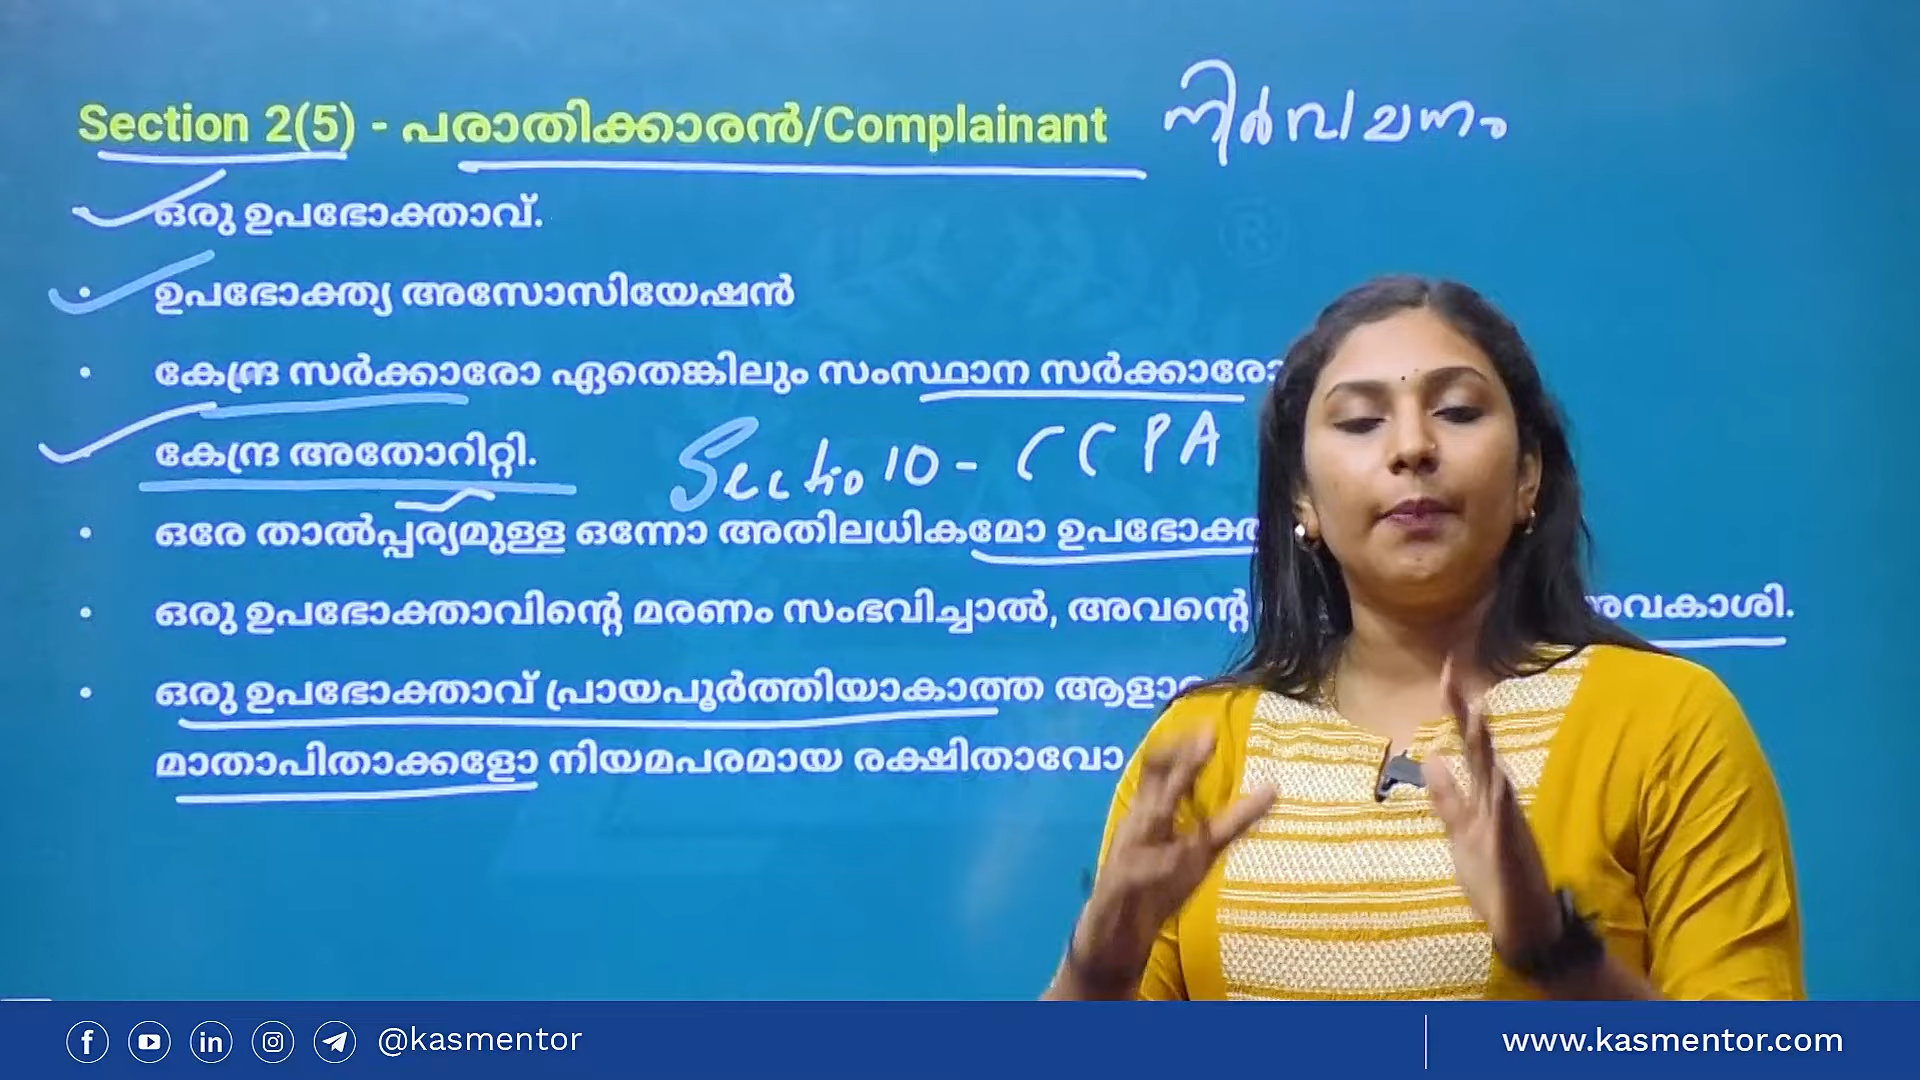 Section 2(5) - പരാതിക്കാരൻ/Complainant നിർവചനം
®
• ഒരു ഉപഭോക്താവ്.
• ഉപഭോക്ത്യ അസോസിയേഷൻ
• കേന്ദ്ര സർക്കാരോ ഏതെങ്കിലും സംസ്ഥാന സർക്കാരോ
കേന്ദ്ര അതോറിറ്റി. Sectio 10 - CCPA
• ഒരേ താൽപ്പര്യമുള്ള ഒന്നോ അതിലധികമോ
• ഒരു ഉപഭോക്താവിന്റെ മരണം സംഭവിച്ചാൽ, അവന്റെ അവകാശി.
• ഒരു ഉപഭോക്താവ് പ്രായപൂർത്തിയാകാത്ത
മാതാപിതാക്കളോ നിയമപരമായ രക്ഷിതാവോ
@kasmentor
www.kasmentor.com